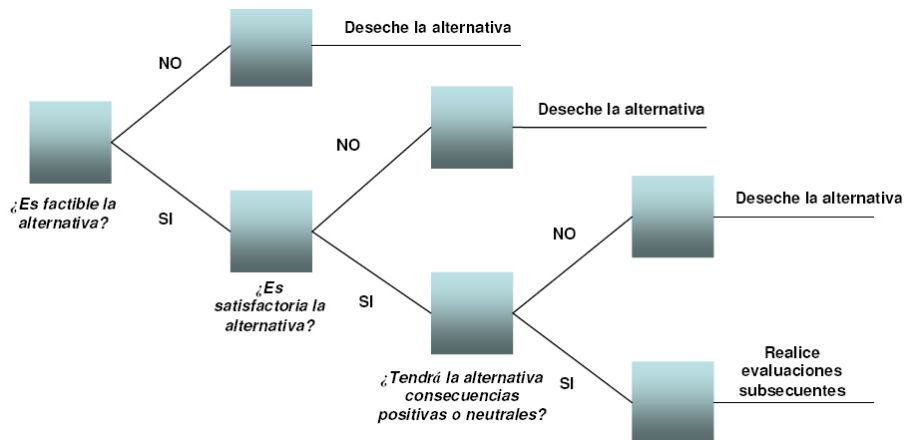 Deseche la alternativa
NO
Deseche la alternativa
NO
¿Es factible la
alternativa?
SI
Deseche la alternativa
NO
¿Es
satisfactoria la
alternativa?
SI
Realice
evaluaciones
subsecuentes
¿Tendrá la alternativa
consecuencias
positivas o neutrales?
SI